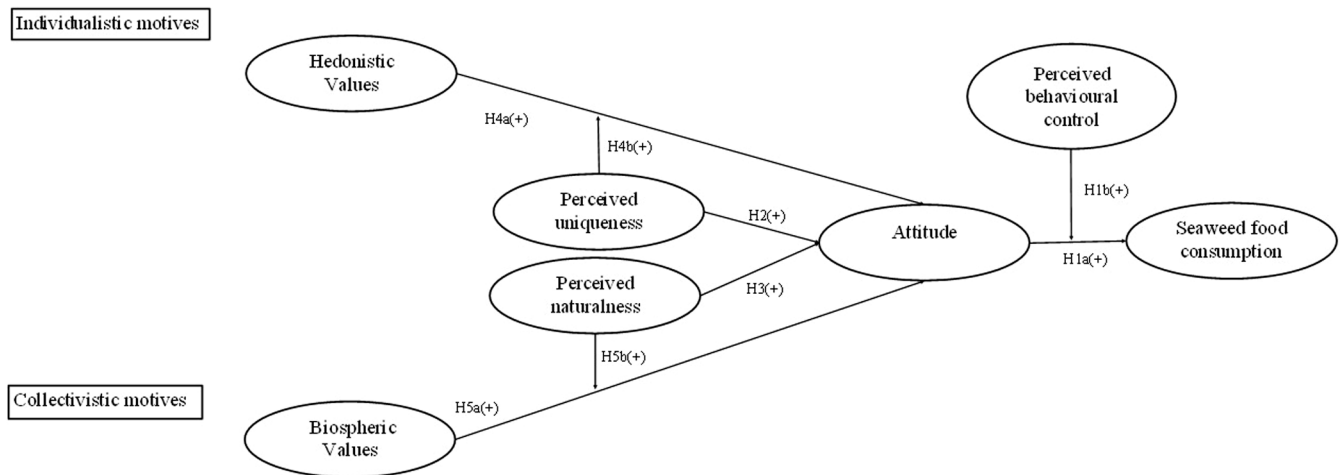 Individualistic motives
Hedonistic
Values
Perceived
behavioural
control
H4a(+)
H4b(+)
H1b(+)
Perceived
uniqueness
H2(+)
Attitude
Seaweed food
consumption
H1a(+)
Perceived
naturalness
H3(+)
H5b(+)
Collectivistic motives
H5a(+)
Biospheric
Values